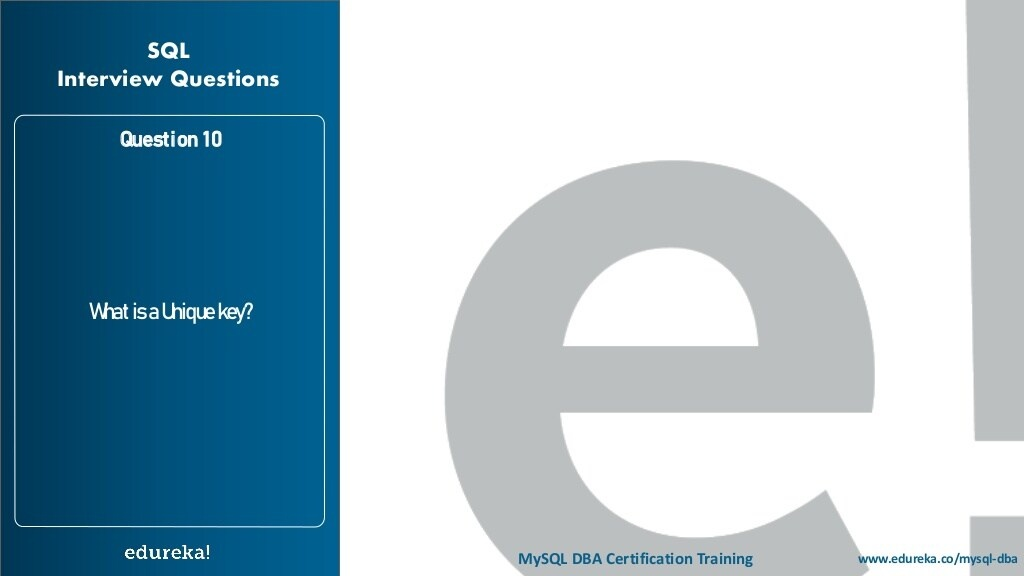 SQL
Interview Questions
Question 10
What is a Unique key?
edureka!
e!
MySQL DBA Certification Training
www.edureka.co/mysql-dba